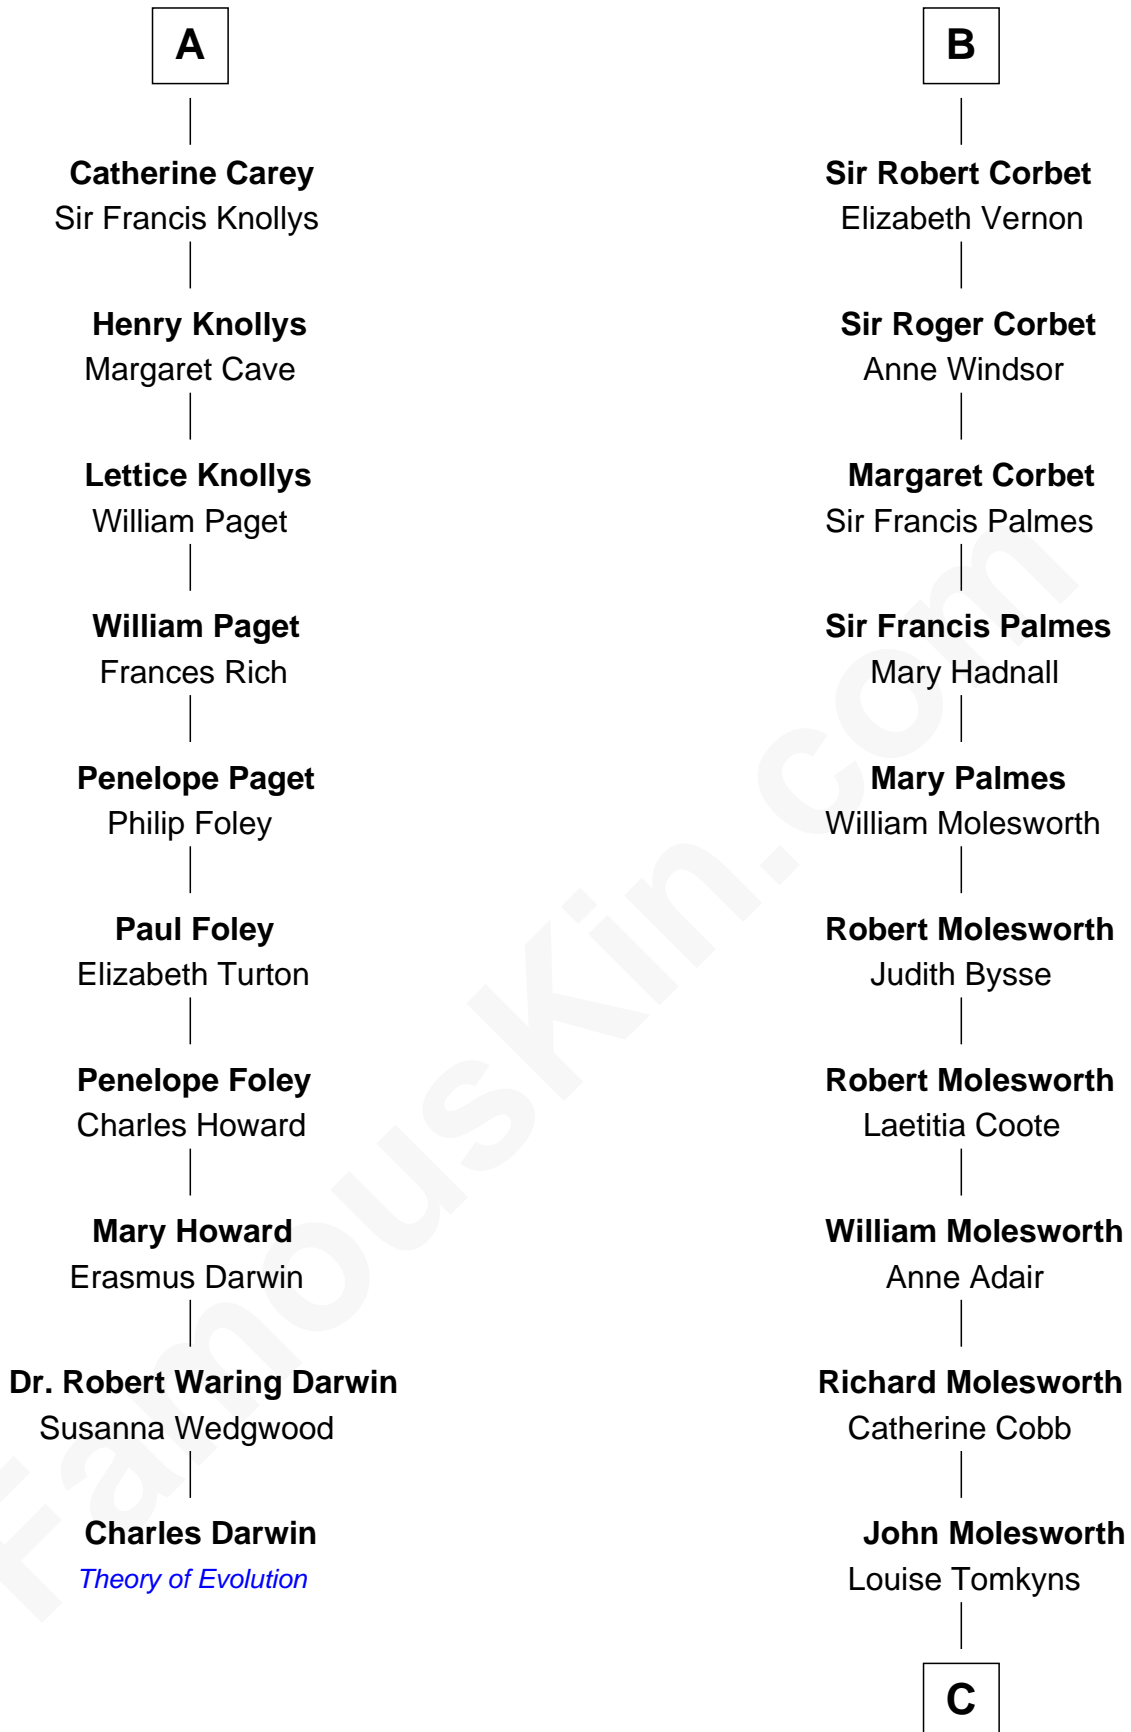 A
Catherine Carey
Sir Francis Knollys
Henry Knollys
Margaret Cave
Lettice Knollys
William Paget
William Paget
Frances Rich
Penelope Paget
Philip Foley
Paul Foley
Elizabeth Turton
Penelope Foley
Charles Howard
Mary Howard
Erasmus Darwin
Dr. Robert Waring Darwin
Susanna Wedgwood
Charles Darwin
Theory of Evolution
B
Sir Robert Corbet
Elizabeth Vernon
Sir Roger Corbet
Anne Windsor
Margaret Corbet
Sir Francis Palmes
Sir Francis Palmes
Mary Hadnall
Mary Palmes
William Molesworth
Robert Molesworth
Judith Bysse
Robert Molesworth
Laetitia Coote
William Molesworth
Anne Adair
Richard Molesworth
Catherine Cobb
John Molesworth
Louise Tomkyns
C
FamousKin.com